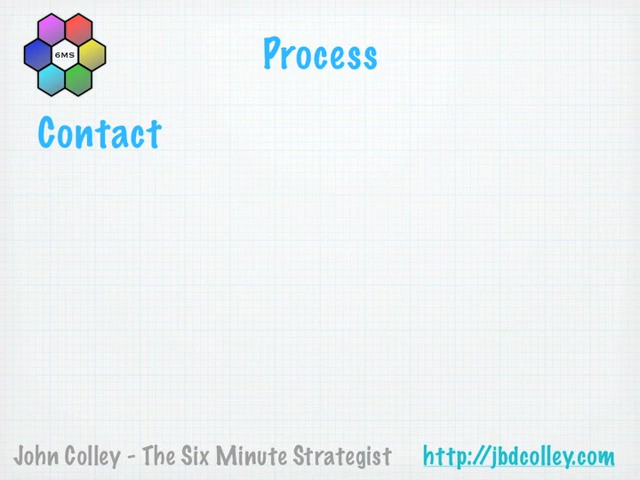 6MS
Process
Contact
John Colley - The Six Minute Strategist http://jbdcolley.com